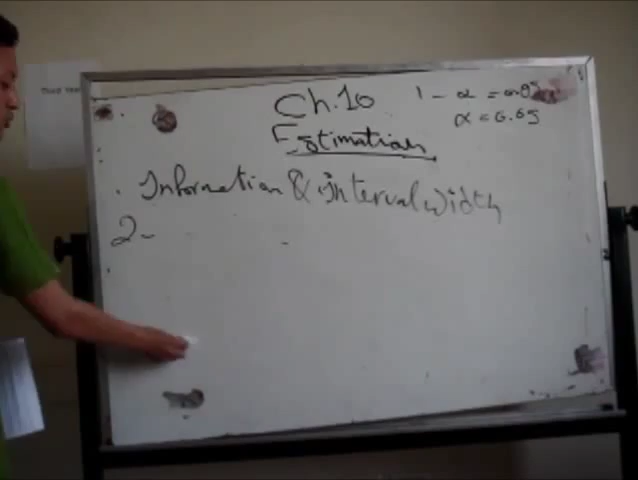 Ch.10
1 - α = 0.95
α = 0.05
Estimation
. Information & interval width
2-